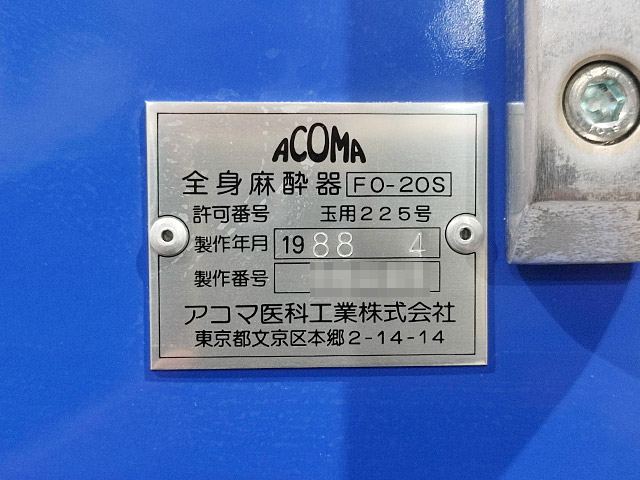 ACOMA
全身麻酔器 FO-20S
許可番号 玉用225号
製作年月 1988 4
製作番号
アコマ医科工業株式会社
東京都文京区本郷2-14-14